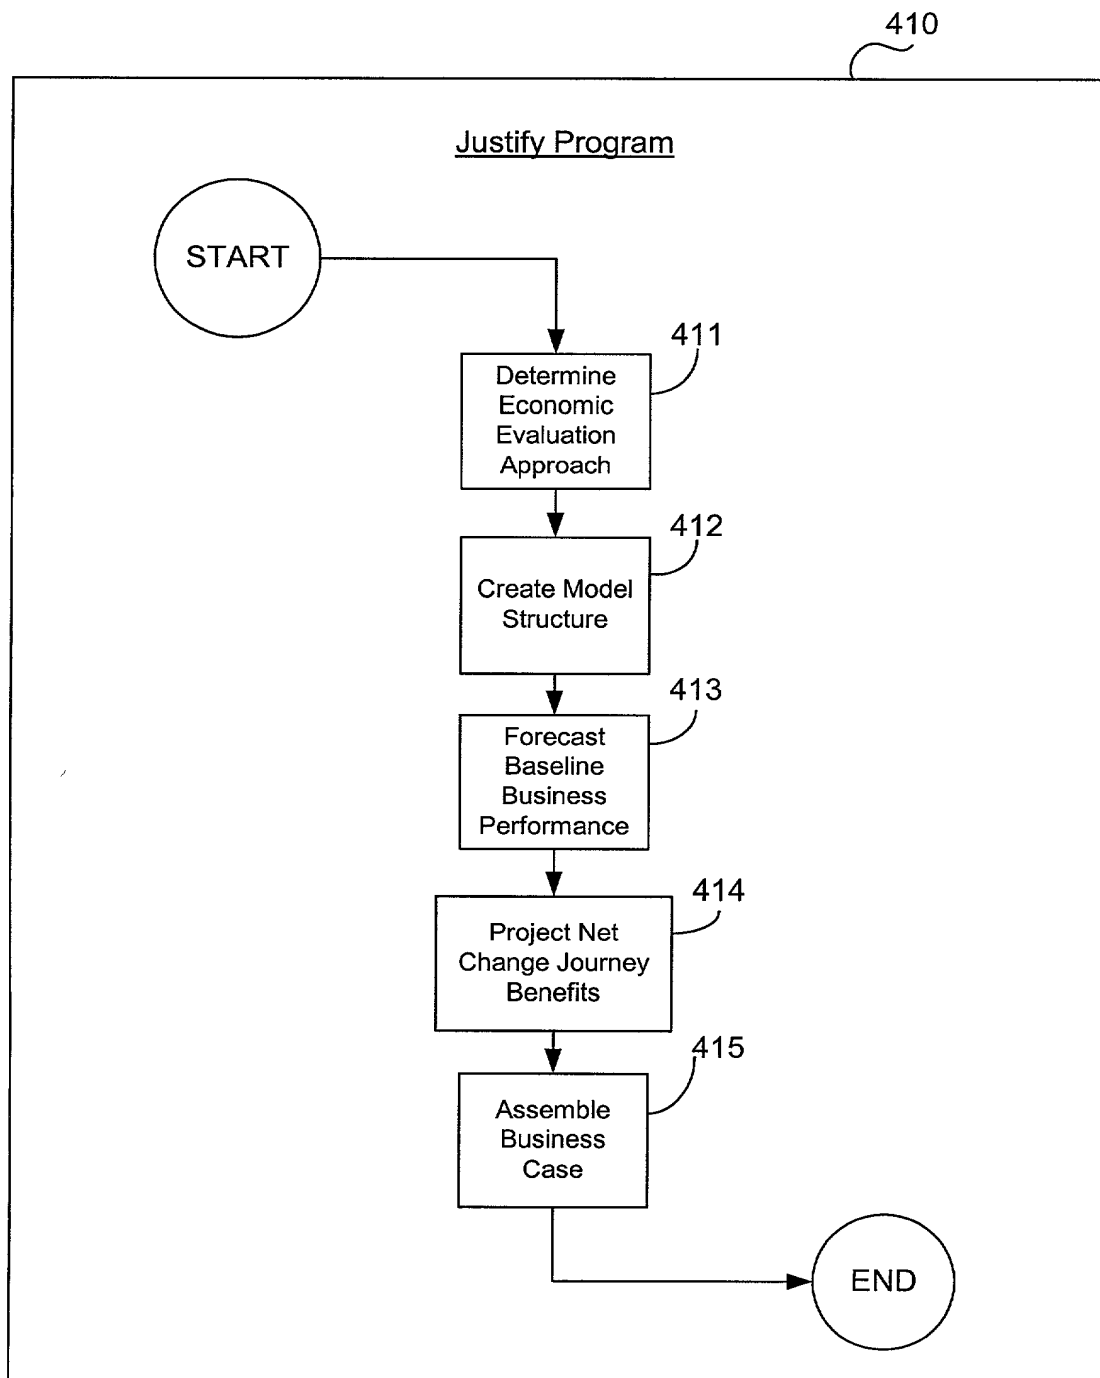 410
Justify Program
START
411
Determine
Economic
Evaluation
Approach
412
Create Model
Structure
413
Forecast
Baseline
Business
Performance
414
Project Net
Change Journey
Benefits
415
Assemble
Business
Case
END